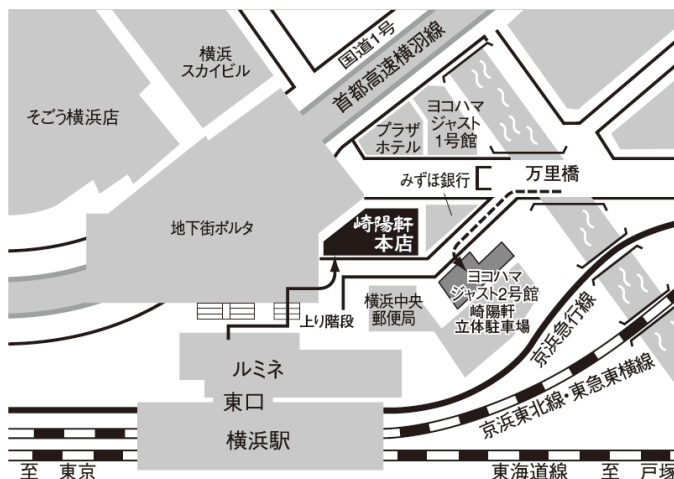 横浜
スカイビル
国道1号
首都高速横羽線
そごう横浜店
ヨコハマ
ジャスト
1号館
プラザ
ホテル
みずほ銀行
万里橋
地下街ポルタ
崎陽軒
本店
ヨコハマ
ジャスト2号館
崎陽軒
立体駐車場
横浜中央
郵便局
上り階段
京浜急行線
京浜東北線・東急東横線
ルミネ
東口
横浜駅
至 東京
東海道線
至 戸塚